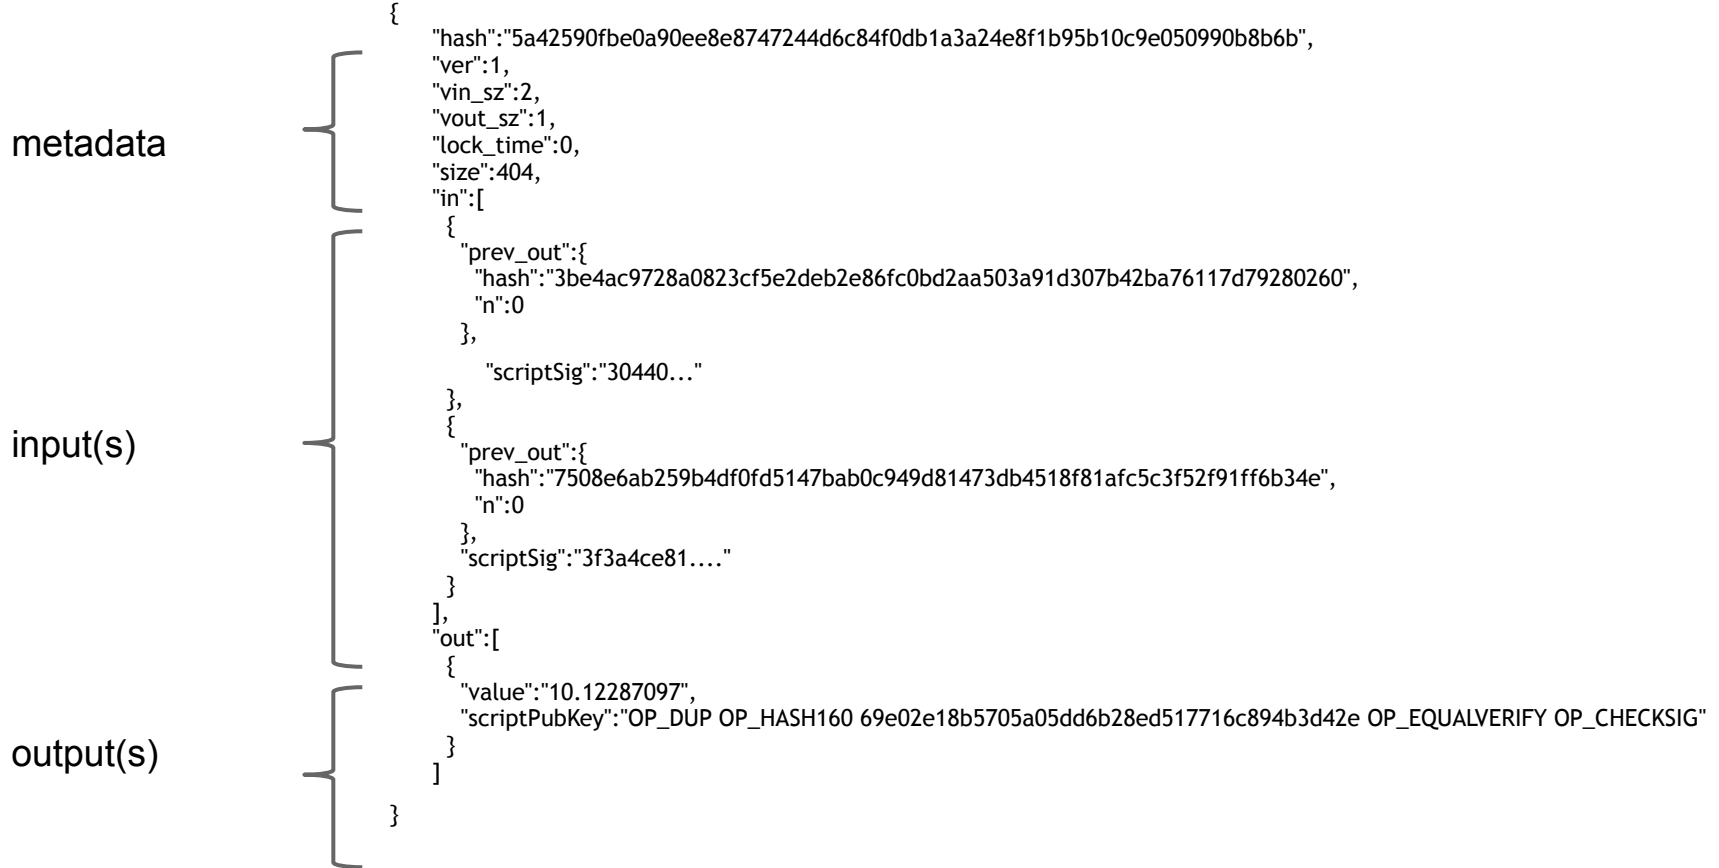 {
"hash":"5a42590fbe0a90ee8e8747244d6c84f0db1a3a24e8f1b95b10c9e050990b8b6b",
"ver":1,
"vin_sz":2,
"vout_sz":1,
metadata
"lock_time":0,
"size":404,
"in":[
{
"prev_out":{
"hash":"3be4ac9728a0823cf5e2deb2e86fc0bd2aa503a91d307b42ba76117d79280260",
"n":0
},
"scriptSig":"30440..."
},
{
input(s)
"prev_out":{
"hash":"7508e6ab259b4df0fd5147bab0c949d81473db4518f81afc5c3f52f91ff6b34e",
"n":0
},
"scriptSig":"3f3a4ce81...."
}
],
"out":[
{
"value":"10.12287097",
"scriptPubKey":"OP_DUP OP_HASH160 69e02e18b5705a05dd6b28ed517716c894b3d42e OP_EQUALVERIFY OP_CHECKSIG"
}
output(s)
]
}